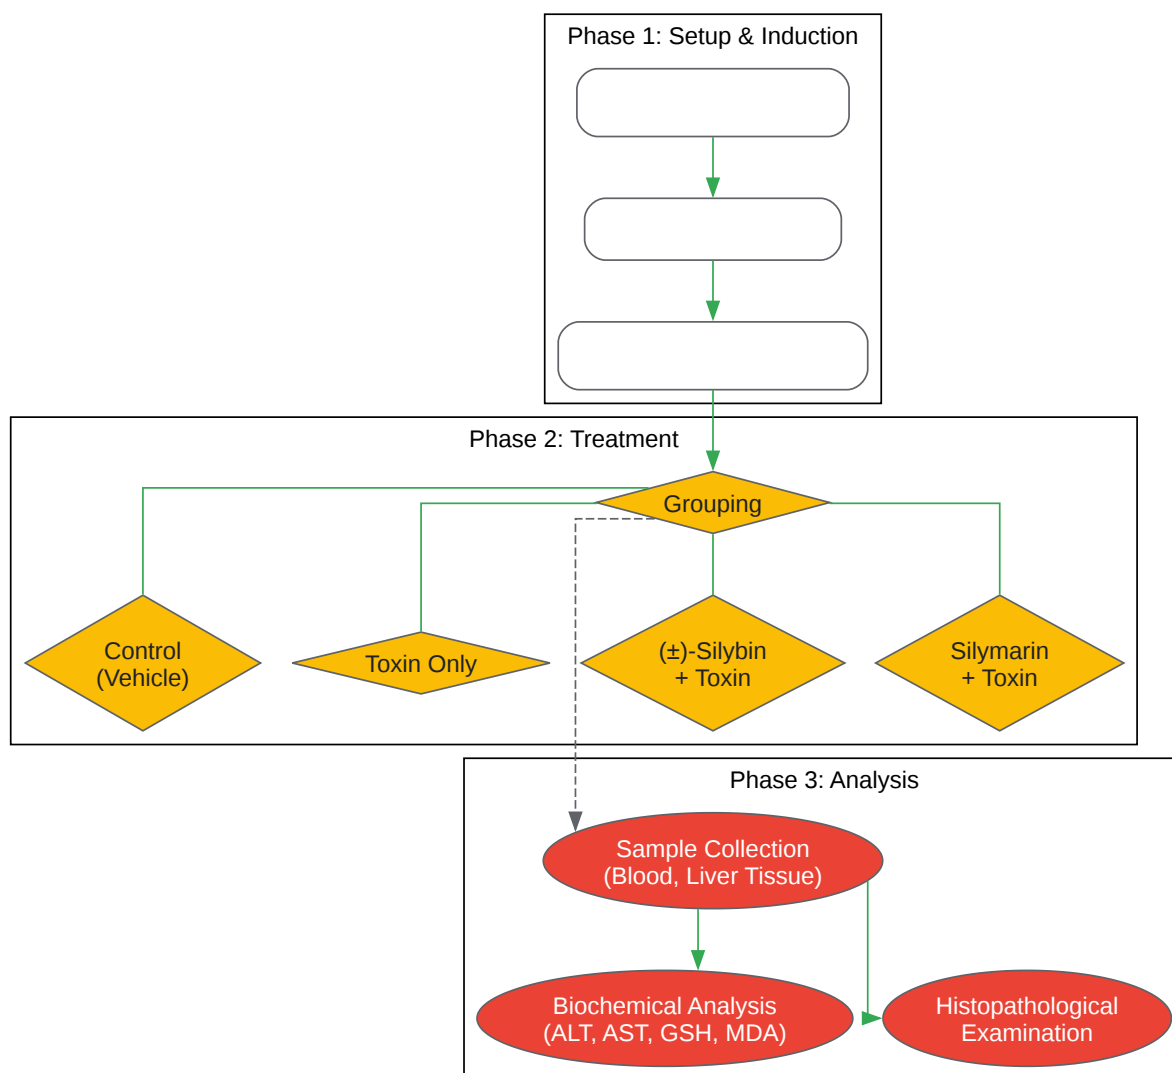 Phase 1: Setup & Induction
Phase 2: Treatment
Grouping
Control
(Vehicle)
Toxin Only
(±)-Silybin
+ Toxin
Silymarin
+ Toxin
Phase 3: Analysis
Sample Collection
(Blood, Liver Tissue)
Biochemical Analysis
(ALT, AST, GSH, MDA)
Histopathological
Examination